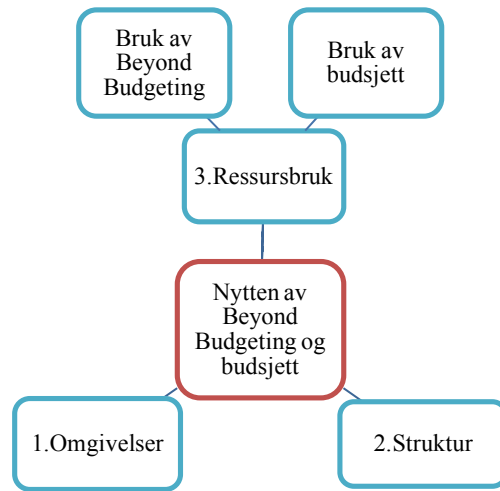 Bruk av
Beyond
Budgeting
Bruk av
budsjett
3.Ressursbruk
Nytten av
Beyond
Budgeting og
budsjett
1.Omgivelser
2.Struktur